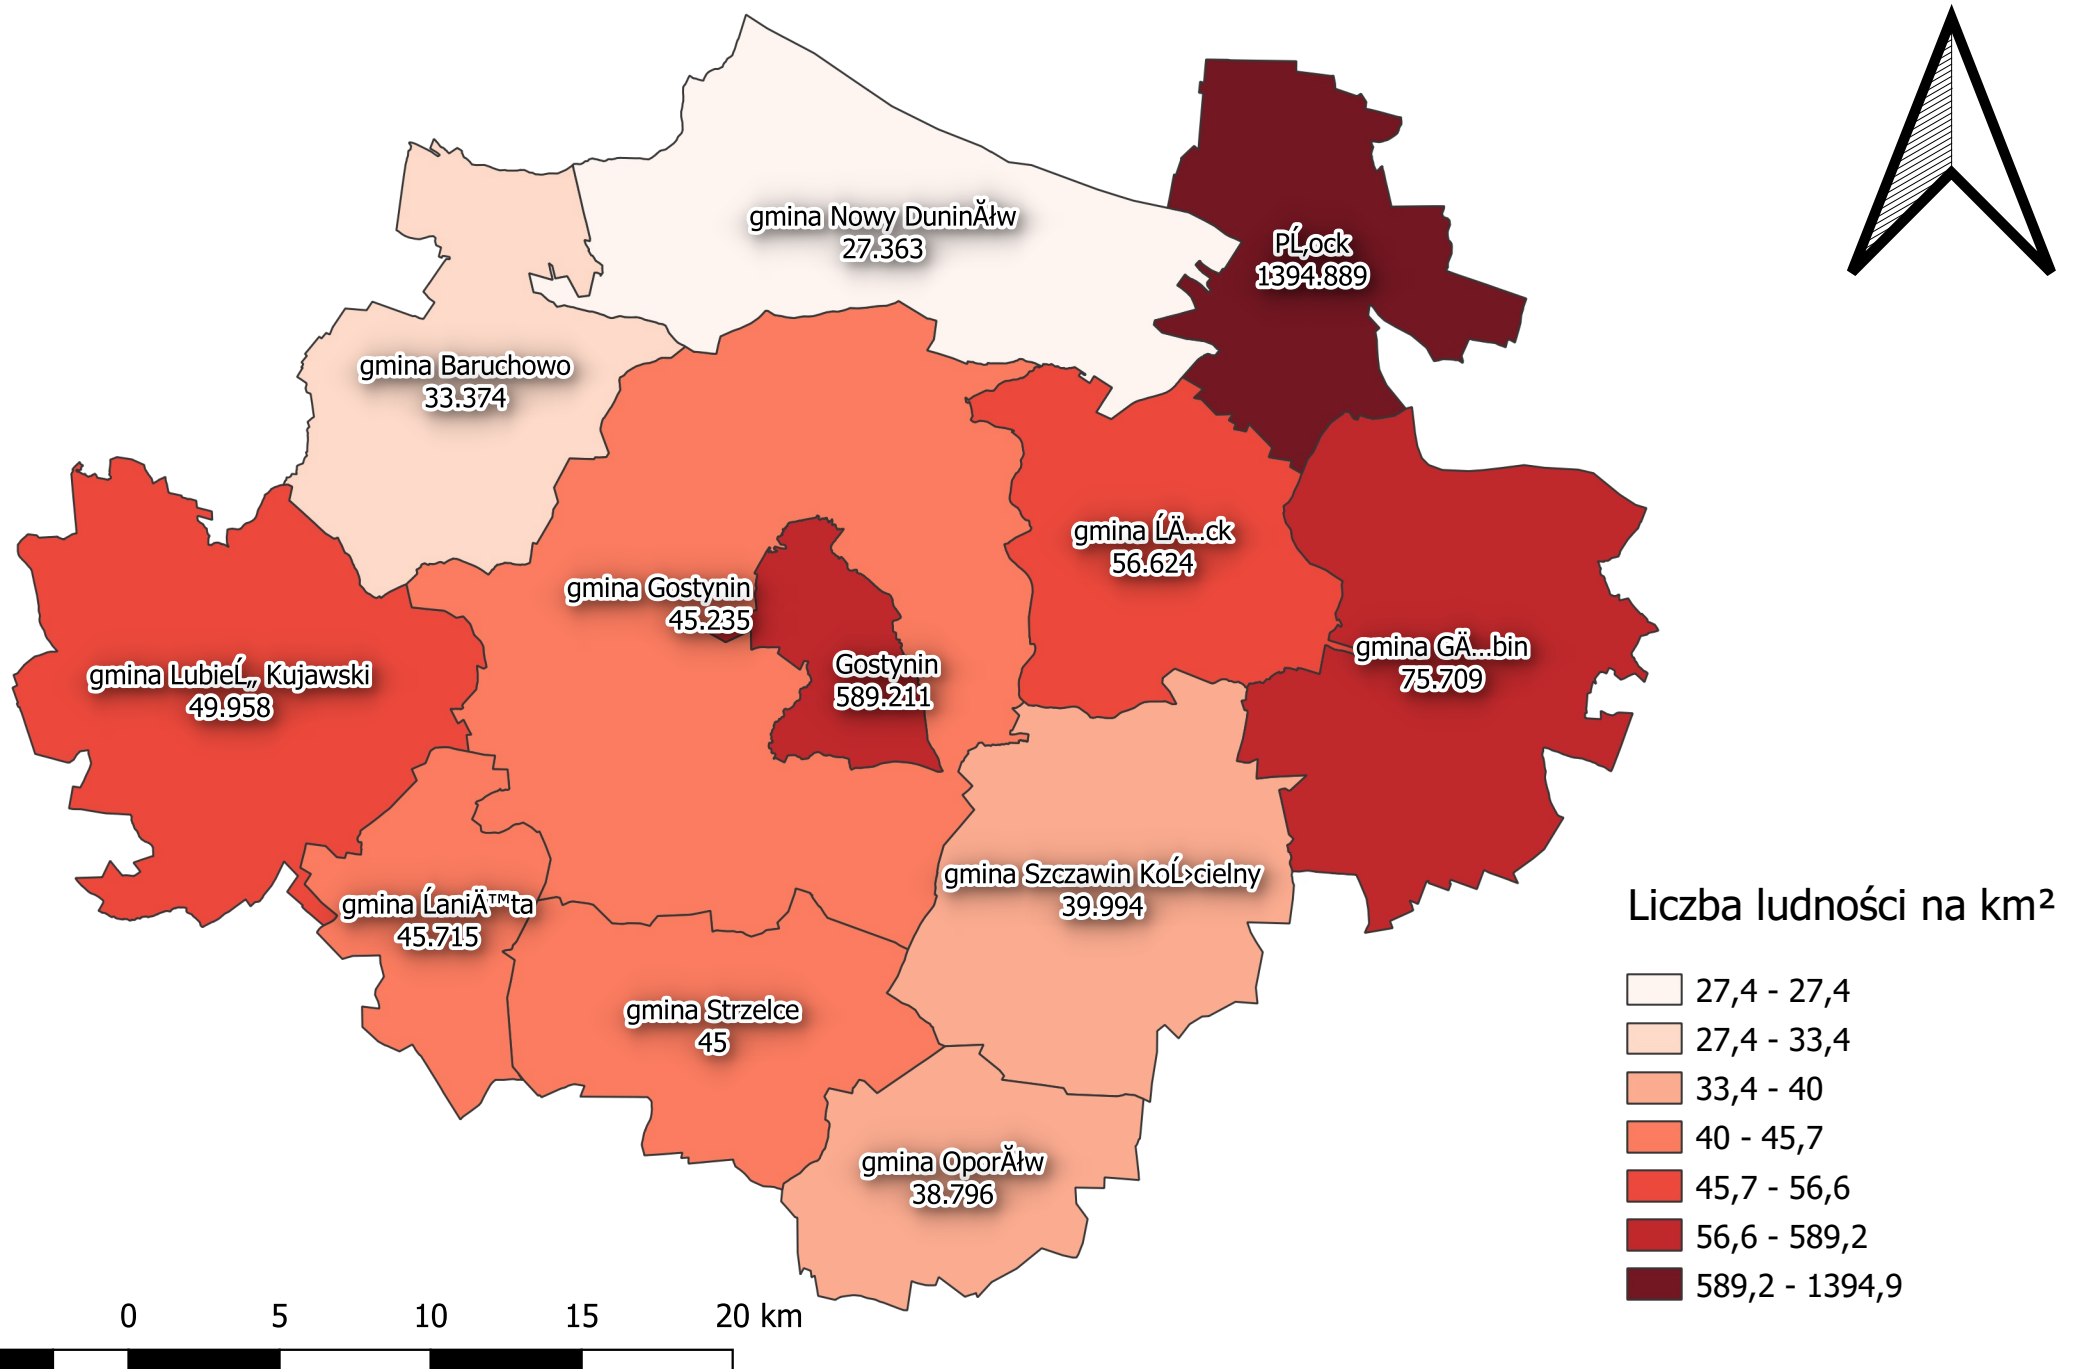 gmina Nowy DuninĂłw
27.363
PĹ‚ock
1394.889
gmina Baruchowo
33.374
gmina ĹÄ…ck
56.624
gmina Gostynin
45.235
gmina GÄ…bin
75.709
Gostynin
589.211
gmina LubieĹ„ Kujawski
49.958
gmina Szczawin KoĹ›cielny
39.994
gmina ĹaniÄ™ta
45.715
gmina Strzelce
45
gmina OporĂłw
38.796
Liczba ludności na km²
27,4 - 27,4
27,4 - 33,4
33,4 - 40
40 - 45,7
45,7 - 56,6
56,6 - 589,2
589,2 - 1394,9
0 5 10 15 20 km